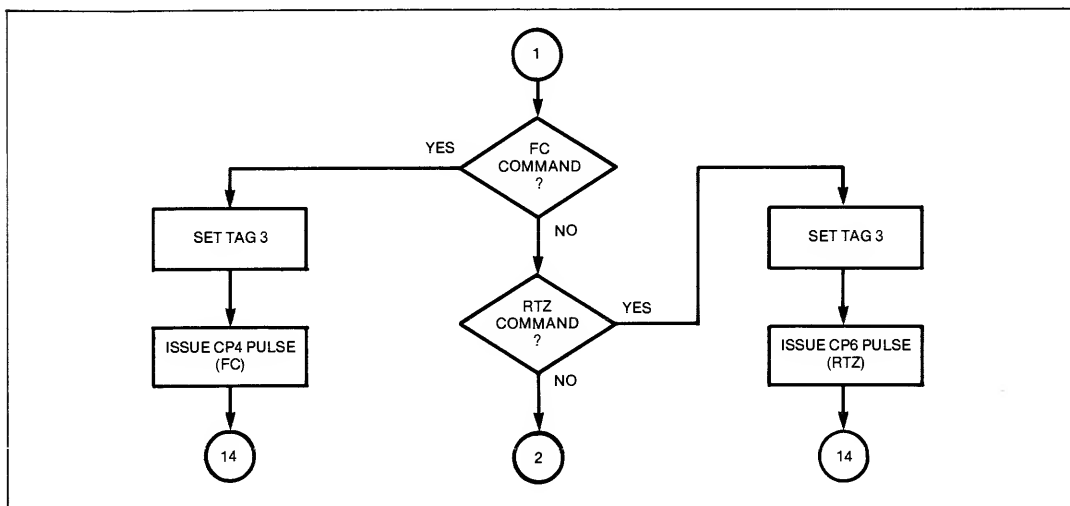 1
FC
COMMAND
?
YES
NO
SET TAG 3
ISSUE CP4 PULSE
(FC)
14
RTZ
COMMAND
?
YES
NO
2
SET TAG 3
ISSUE CP6 PULSE
(RTZ)
14